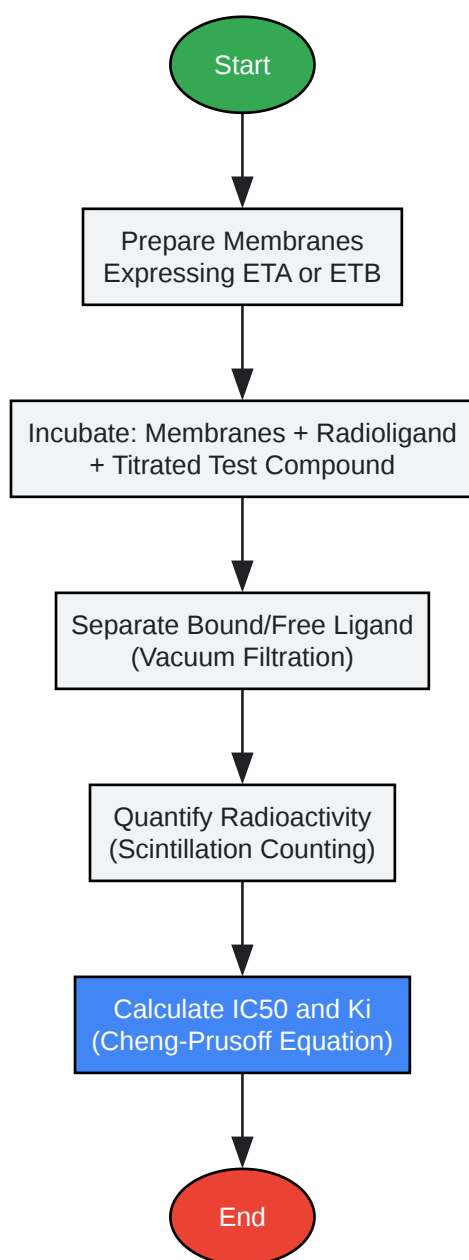 Start
Prepare Membranes
Expressing ETA or ETB
Incubate: Membranes + Radioligand
+ Titrated Test Compound
Separate Bound/Free Ligand
(Vacuum Filtration)
Quantify Radioactivity
(Scintillation Counting)
Calculate IC50 and Ki
(Cheng-Prusoff Equation)
End